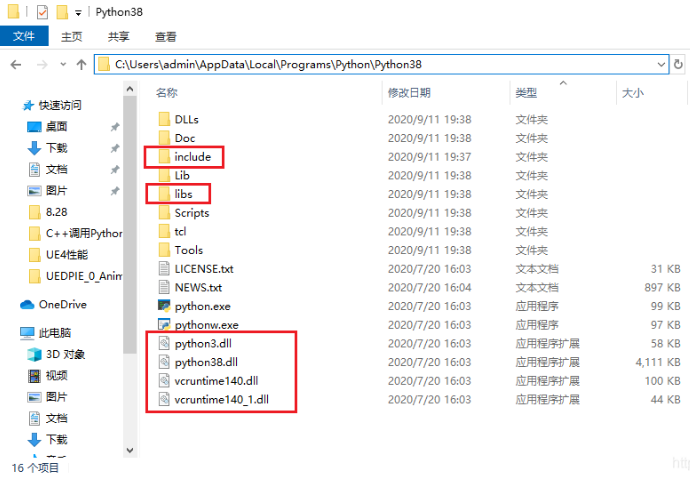 Python38
文件 主页 共享 查看
C:\Users\admin\AppData\Local\Programs\Python\Python38
快速访问
桌面
下载
文档
图片
8.28
C++调用Python
UE4性能
UEDPIE_0_Anim
OneDrive
此电脑
3D 对象
视频
图片
文档
下载
名称 修改日期 类型 大小
DLLs 2020/9/11 19:38 文件夹
Doc 2020/9/11 19:38 文件夹
include 2020/9/11 19:37 文件夹
Lib 2020/9/11 19:38 文件夹
libs 2020/9/11 19:38 文件夹
Scripts 2020/9/11 19:38 文件夹
tcl 2020/9/11 19:38 文件夹
Tools 2020/9/11 19:38 文件夹
LICENSE.txt 2020/7/20 16:03 文本文档 31 KB
NEWS.txt 2020/7/20 16:04 文本文档 897 KB
python.exe 2020/7/20 16:03 应用程序 99 KB
pythonw.exe 2020/7/20 16:03 应用程序 97 KB
python3.dll 2020/7/20 16:03 应用程序扩展 58 KB
python38.dll 2020/7/20 16:03 应用程序扩展 4,111 KB
vcruntime140.dll 2020/7/20 16:03 应用程序扩展 100 KB
vcruntime140_1.dll 2020/7/20 16:03 应用程序扩展 44 KB
16 个项目